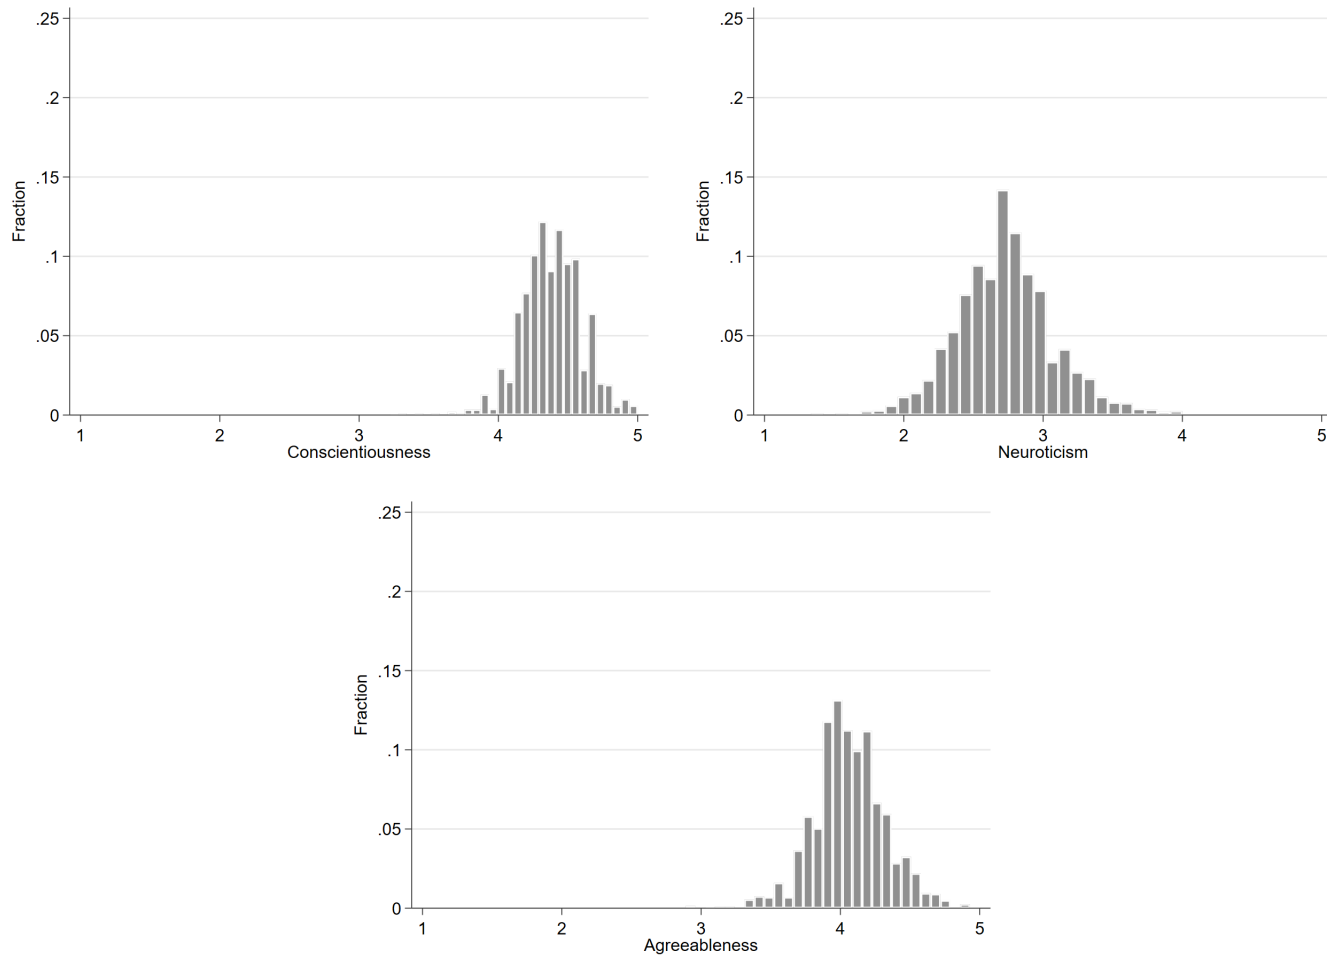 .25
.2
.15
.1
.05
0
Fraction
1 2 3 4 5
Conscientiousness
.25
.2
.15
.1
.05
0
Fraction
1 2 3 4 5
Neuroticism
.25
.2
.15
.1
.05
0
Fraction
1 2 3 4 5
Agreeableness